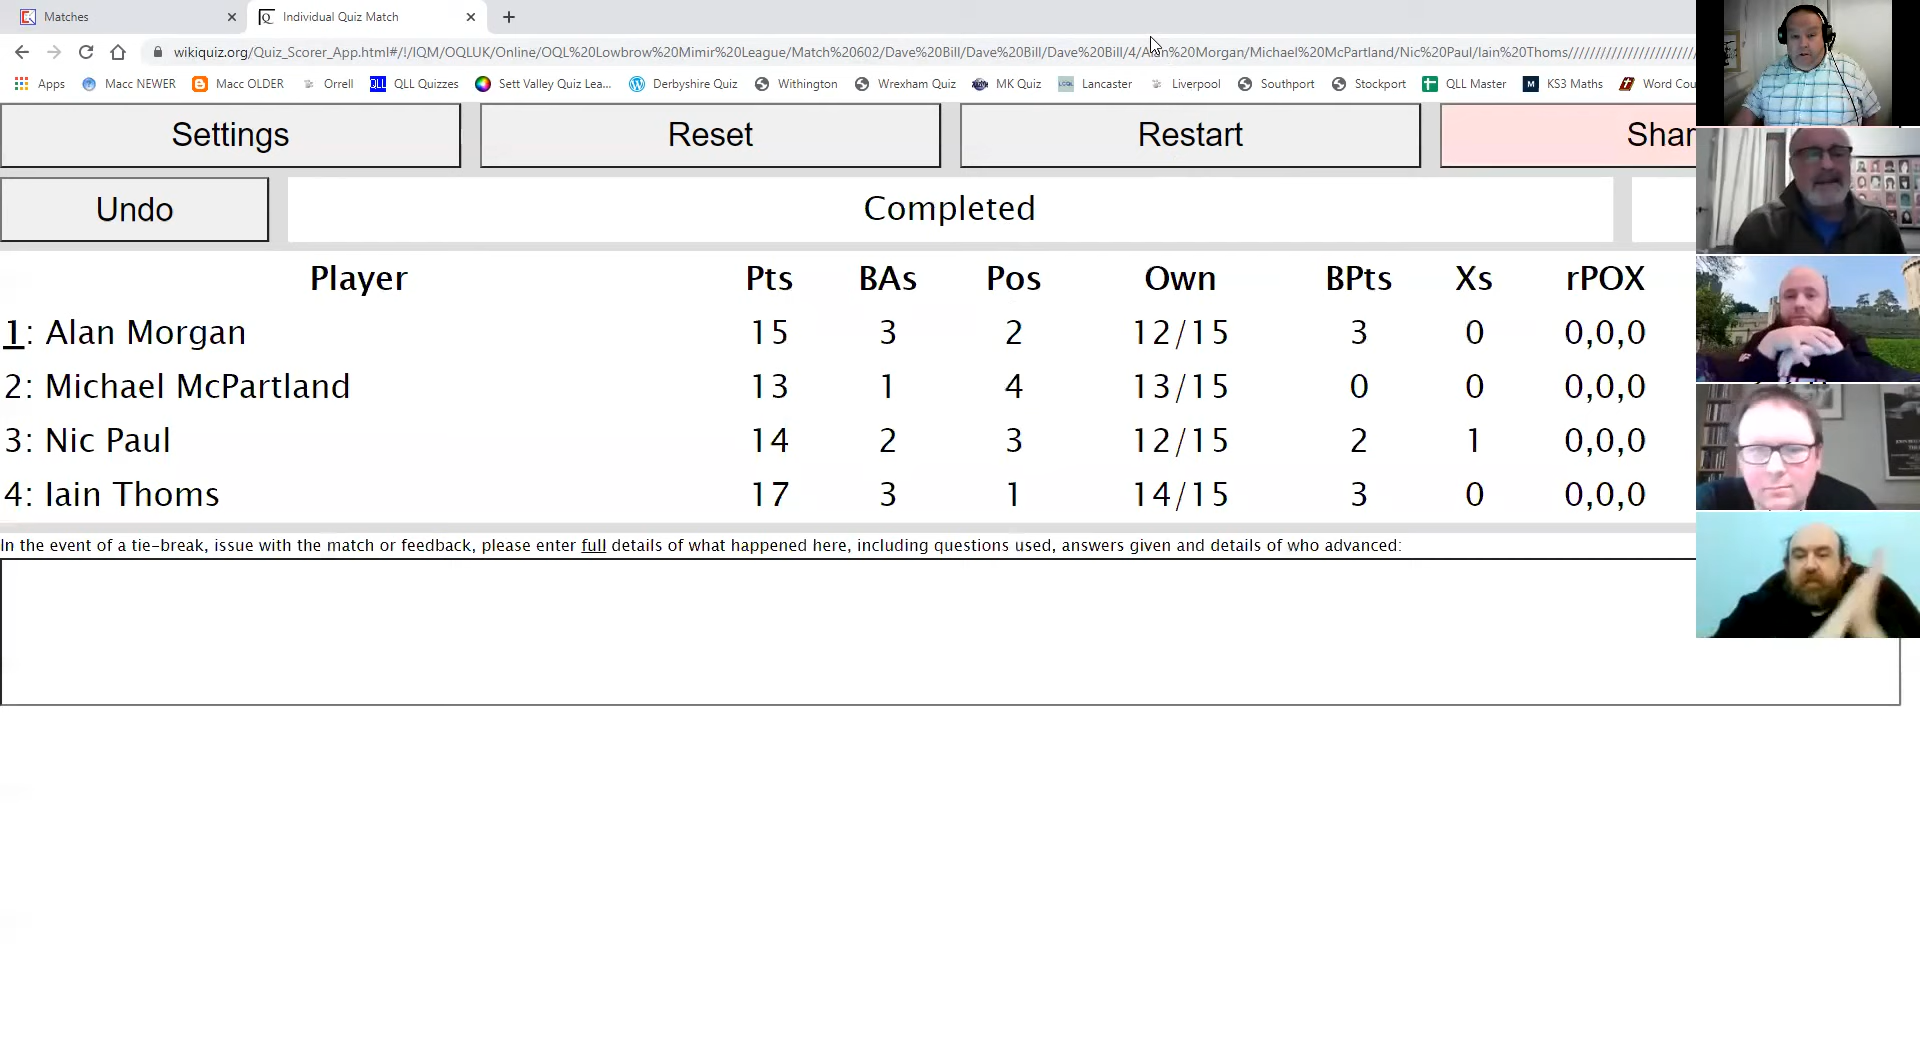 Matches
Individual Quiz Match
wikiquiz.org/Quiz_Scorer_App.html#/!/IQM/OQLUK/Online/OQL%20Lowbrow%20Mimir%20League/Match%20602/Dave%20Bill/Dave%20Bill/Dave%20Bill/4/Alan%20Morgan/Michael%20McPartland/Nic%20Paul/Iain%20Thoms////////////////////////
Apps Macc NEWER Macc OLDER Orrell QLL QLL Quizzes Sett Valley Quiz Lea... Derbyshire Quiz Withington Wrexham Quiz MK Quiz Lancaster Liverpool Southport Stockport QLL Master M KS3 Maths Word Cou
Settings Reset Restart Shar
Undo Completed
Player Pts BAs Pos Own BPts Xs rPOX
1: Alan Morgan 15 3 2 12/15 3 0 0,0,0
2: Michael McPartland 13 1 4 13/15 0 0 0,0,0
3: Nic Paul 14 2 3 12/15 2 1 0,0,0
4: Iain Thoms 17 3 1 14/15 3 0 0,0,0
In the event of a tie-break, issue with the match or feedback, please enter full details of what happened here, including questions used, answers given and details of who advanced: